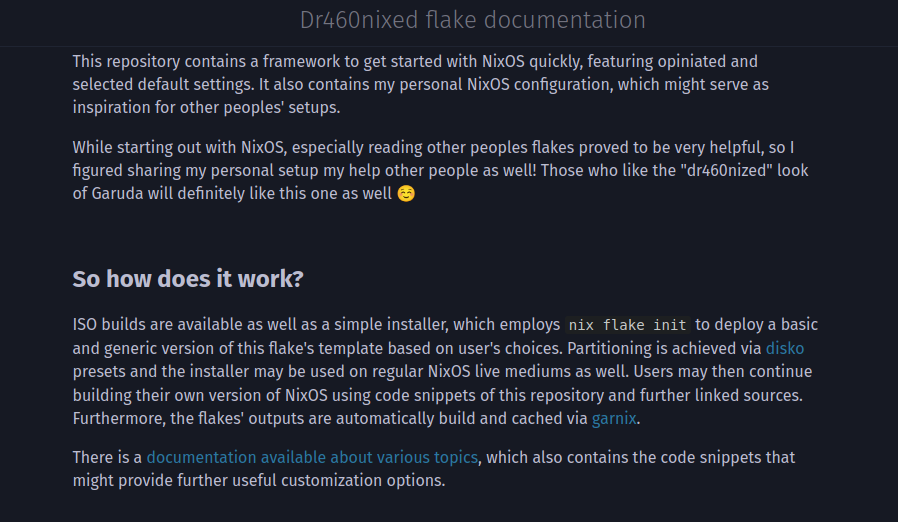 Dr460nixed flake documentation
This repository contains a framework to get started with NixOS quickly, featuring opiniated and
selected default settings. It also contains my personal NixOS configuration, which might serve as
inspiration for other peoples' setups.
While starting out with NixOS, especially reading other peoples flakes proved to be very helpful, so I
figured sharing my personal setup my help other people as well! Those who like the "dr460nized" look
of Garuda will definitely like this one as well ☺️
So how does it work?
ISO builds are available as well as a simple installer, which employs nix flake init to deploy a basic
and generic version of this flake's template based on user's choices. Partitioning is achieved via disko
presets and the installer may be used on regular NixOS live mediums as well. Users may then continue
building their own version of NixOS using code snippets of this repository and further linked sources.
Furthermore, the flakes' outputs are automatically build and cached via garnix.
There is a documentation available about various topics, which also contains the code snippets that
might provide further useful customization options.